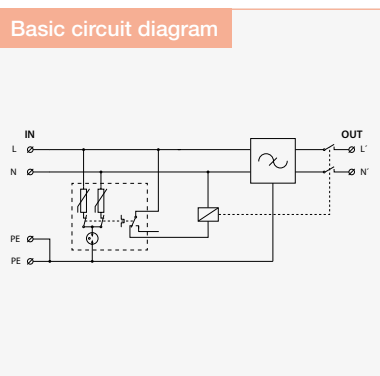 Basic circuit diagram
IN
OUT
L
L´
N
N´
PE
PE